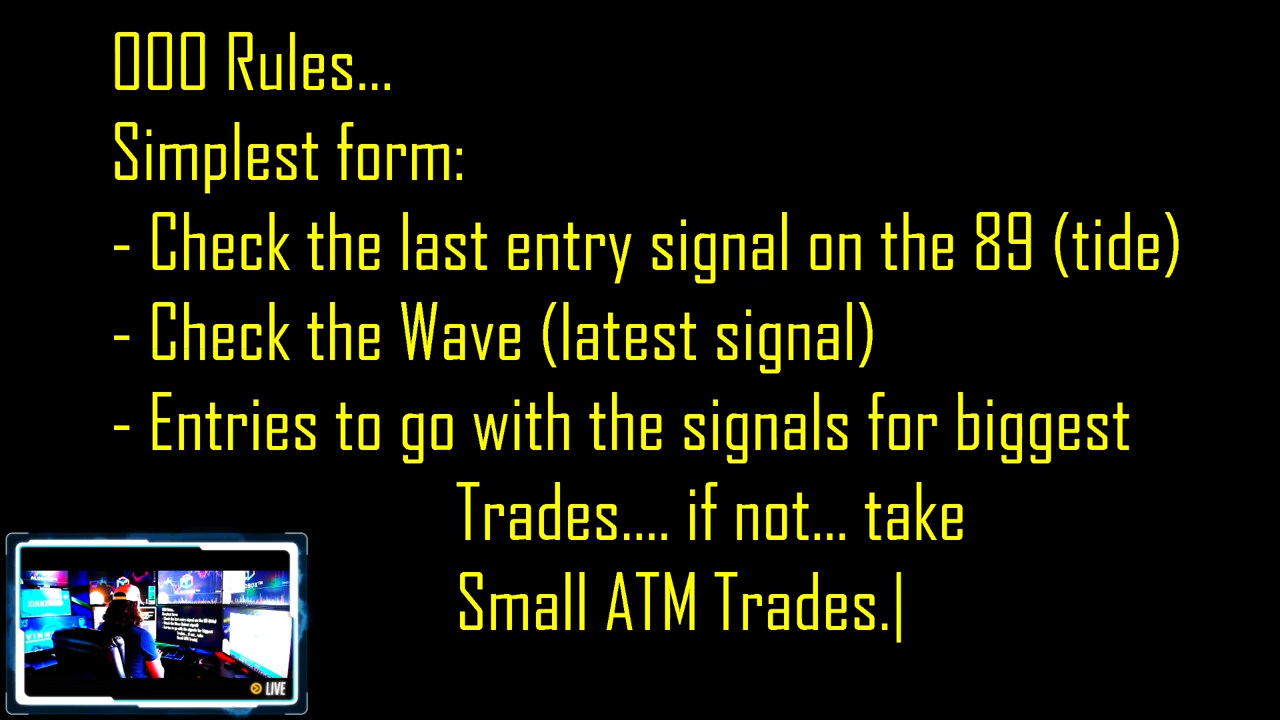 OOO Rules...
Simplest form:
- Check the last entry signal on the 89 (tide)
- Check the Wave (latest signal)
- Entries to go with the signals for biggest
Trades.... if not... take
Small ATM Trades.
LIVE